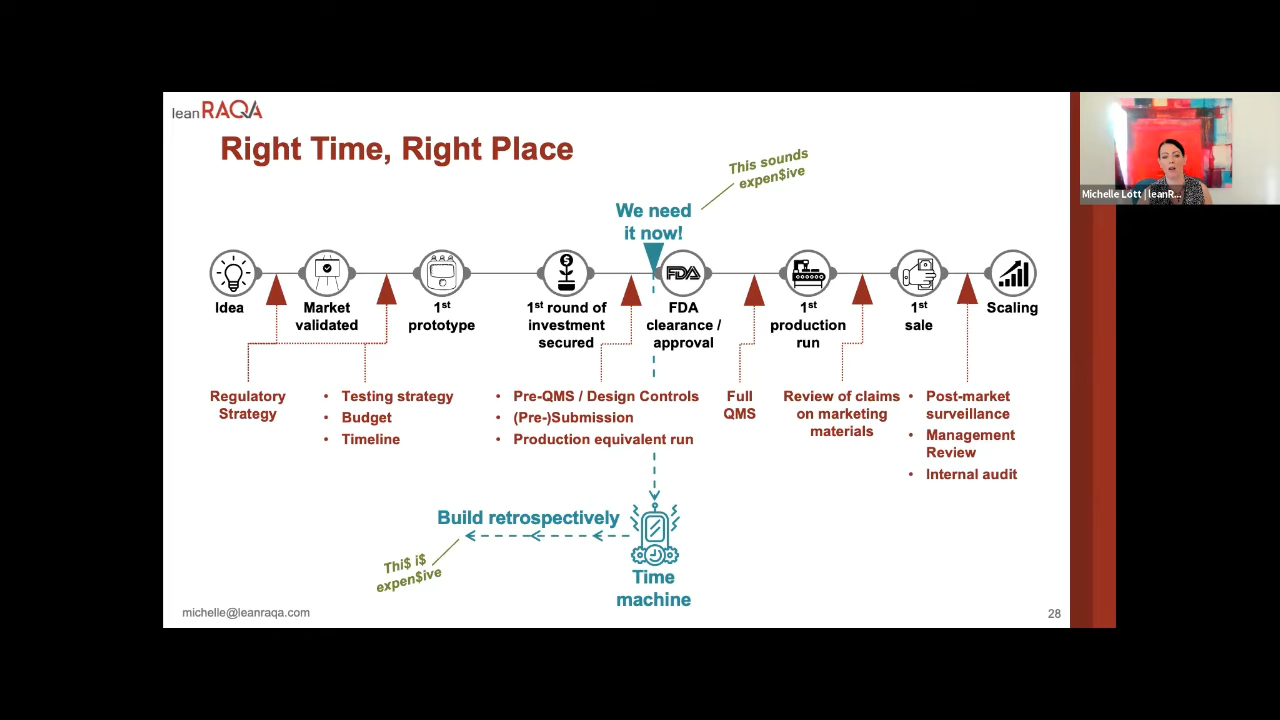 lean RAQA
Right Time, Right Place
This sounds
expen$ive
We need
it now!
Michelle Lott | leanR...
FDA
Idea
Market
validated
1st
prototype
1st round of
investment
secured
FDA
clearance /
approval
1st
production
run
1st
sale
Scaling
Regulatory
Strategy
• Testing strategy
• Budget
• Timeline
• Pre-QMS / Design Controls
• (Pre-)Submission
• Production equivalent run
Full
QMS
Review of claims
on marketing
materials
• Post-market
surveillance
• Management
Review
• Internal audit
Build retrospectively
Thi$ i$
expen$ive
Time
machine
michelle@leanraqa.com
28